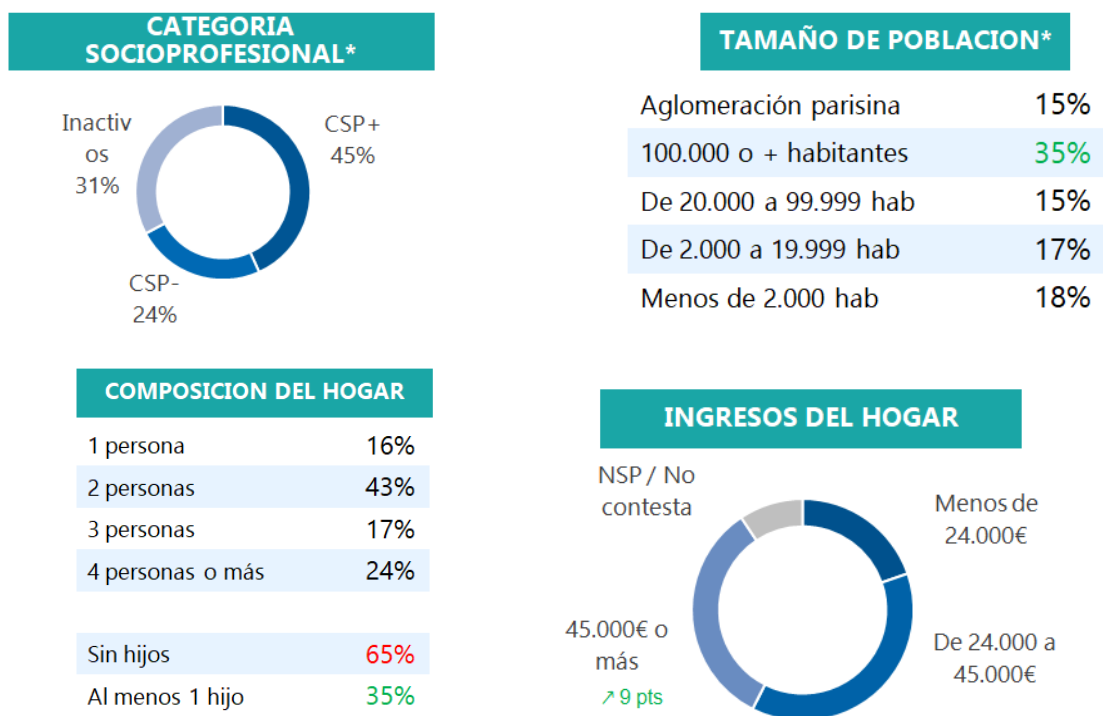 CATEGORIA
SOCIOPROFESIONAL*
Inactiv
os
31%
CSP+
45%
CSP-
24%
TAMAÑO DE POBLACION*
Aglomeración parisina 15%
100.000 o + habitantes 35%
De 20.000 a 99.999 hab 15%
De 2.000 a 19.999 hab 17%
Menos de 2.000 hab 18%
COMPOSICION DEL HOGAR
1 persona 16%
2 personas 43%
3 personas 17%
4 personas o más 24%
Sin hijos 65%
Al menos 1 hijo 35%
INGRESOS DEL HOGAR
NSP / No
contesta
Menos de
24.000€
45.000€ o
más
↗ 9 pts
De 24.000 a
45.000€